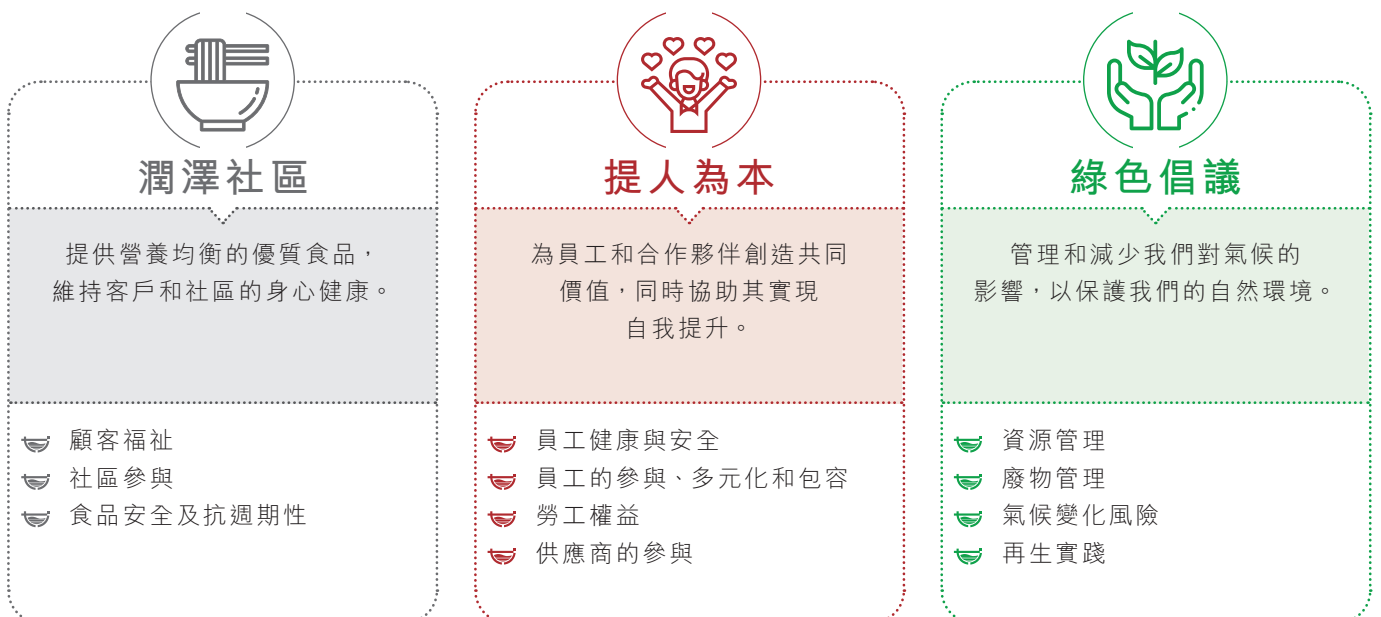 潤澤社區
提供營養均衡的優質食品，
維持客戶和社區的身心健康。
顧客福祉
社區參與
食品安全及抗週期性
提人為本
為員工和合作夥伴創造共同
價值，同時協助其實現
自我提升。
員工健康與安全
員工的參與、多元化和包容
勞工權益
供應商的參與
綠色倡議
管理和減少我們對氣候的
影響，以保護我們的自然環境。
資源管理
廢物管理
氣候變化風險
再生實踐